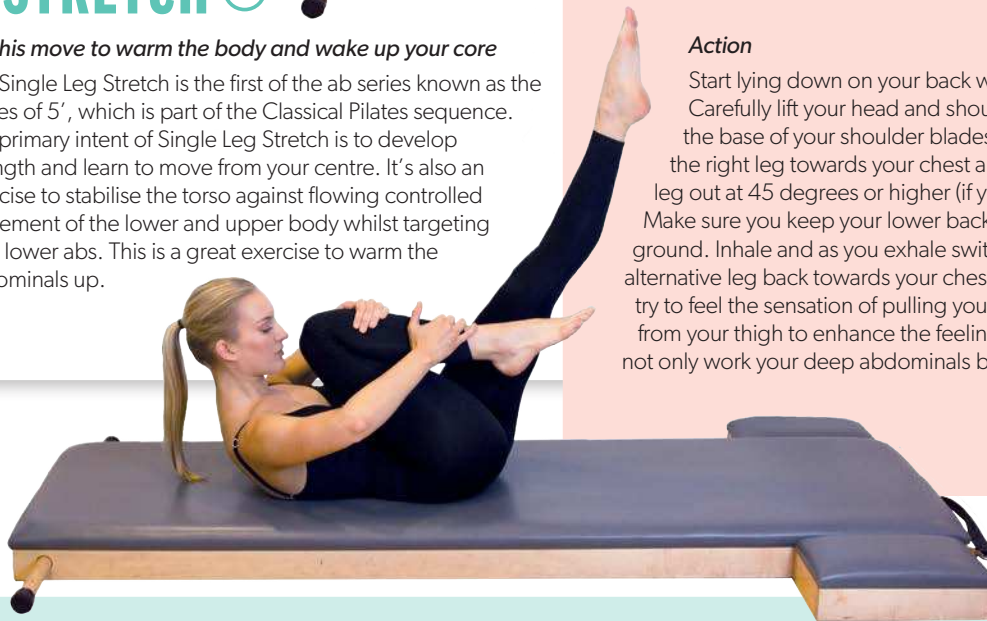 STRETCH
his move to warm the body and wake up your core
Single Leg Stretch is the first of the ab series known as the
es of 5’, which is part of the Classical Pilates sequence.
primary intent of Single Leg Stretch is to develop
ngth and learn to move from your centre. It’s also an
cise to stabilise the torso against flowing controlled
ement of the lower and upper body whilst targeting
lower abs. This is a great exercise to warm the
ominals up.
Action
Start lying down on your back w
Carefully lift your head and shou
the base of your shoulder blades
the right leg towards your chest a
leg out at 45 degrees or higher (if y
Make sure you keep your lower back
ground. Inhale and as you exhale swit
alternative leg back towards your ches
try to feel the sensation of pulling you
from your thigh to enhance the feelin
not only work your deep abdominals b